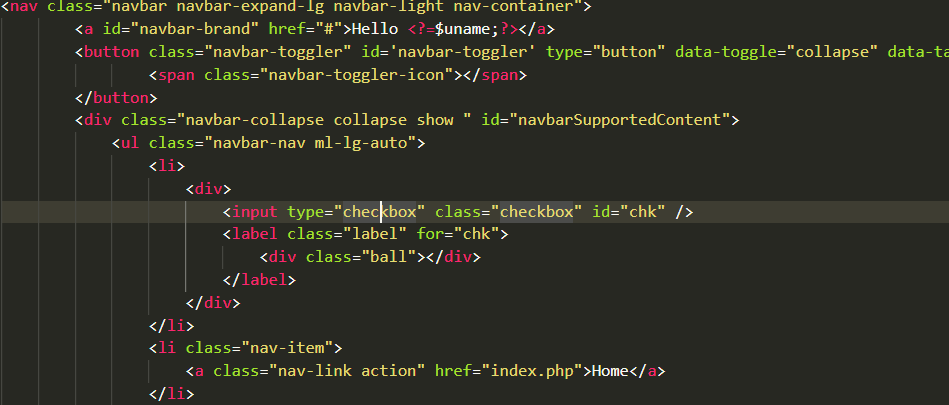 <nav class="navbar navbar-expand-lg navbar-light nav-container">
<a id="navbar-brand" href="#">Hello <?=$uname;?></a>
<button class="navbar-toggler" id='navbar-toggler' type="button" data-toggle="collapse" data-ta
<span class="navbar-toggler-icon"></span>
</button>
<div class="navbar-collapse collapse show " id="navbarSupportedContent">
<ul class="navbar-nav ml-lg-auto">
<li>
<div>
<input type="checkbox" class="checkbox" id="chk" />
<label class="label" for="chk">
<div class="ball"></div>
</label>
</div>
</li>
<li class="nav-item">
<a class="nav-link action" href="index.php">Home</a>
</li>